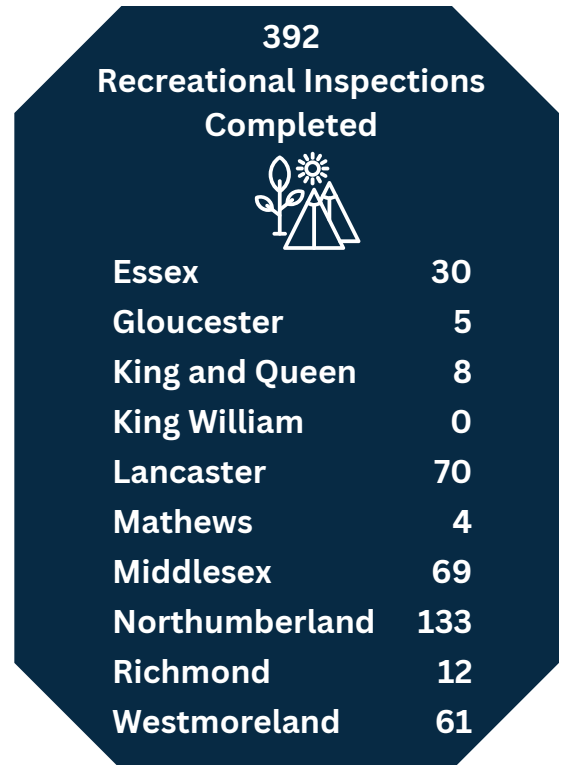 392
Recreational Inspections
Completed
Essex 30
Gloucester 5
King and Queen 8
King William 0
Lancaster 70
Mathews 4
Middlesex 69
Northumberland 133
Richmond 12
Westmoreland 61